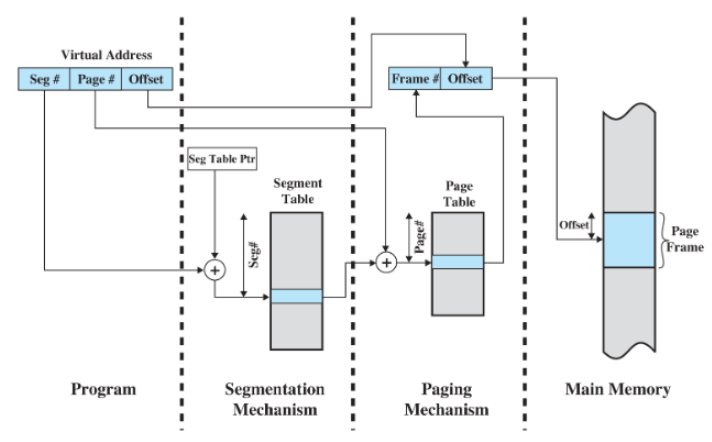 Virtual Address
Seg # Page # Offset
Frame # Offset
Seg Table Ptr
Segment
Table
Page
Table
Seg#
Page#
Offset
Page
Frame
+
+
Program
Segmentation
Mechanism
Paging
Mechanism
Main Memory